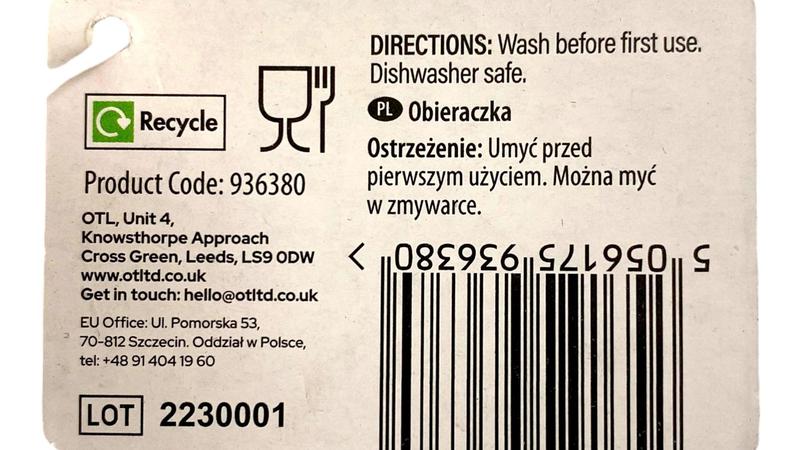 DIRECTIONS: Wash before first use.
Dishwasher safe.
PL Obieraczka
Ostrzeżenie: Umyć przed
pierwszym użyciem. Można myć
w zmywarce.
Recycle
Product Code: 936380
OTL, Unit 4,
Knowsthorpe Approach
Cross Green, Leeds, LS9 0DW
www.otltd.co.uk
Get in touch: hello@otltd.co.uk
EU Office: Ul. Pomorska 53,
70-812 Szczecin. Oddział w Polsce,
tel: +48 91 404 19 60
LOT 2230001
5 056175 936380 >